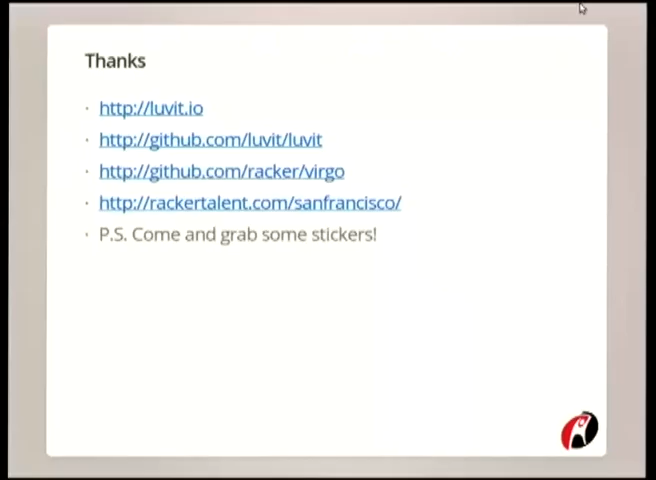 Thanks
· http://luvit.io
· http://github.com/luvit/luvit
· http://github.com/racker/virgo
· http://rackertalent.com/sanfrancisco/
· P.S. Come and grab some stickers!